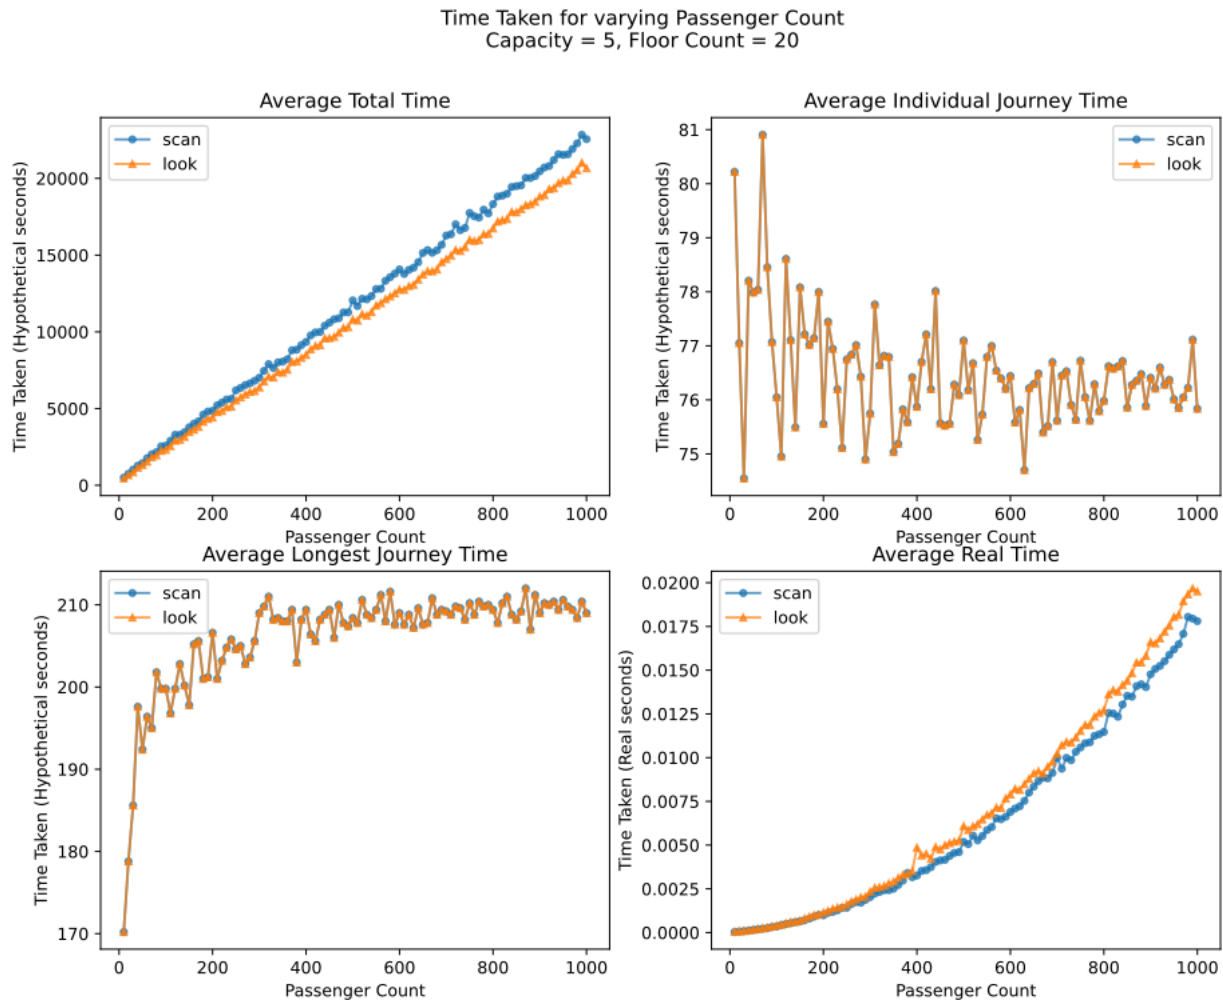 Time Taken for varying Passenger Count
Capacity = 5, Floor Count = 20
Average Total Time
scan
look
Time Taken (Hypothetical seconds)
20000
15000
10000
5000
0
0 200 400 600 800 1000
Passenger Count
Average Individual Journey Time
scan
look
Time Taken (Hypothetical seconds)
81
80
79
78
77
76
75
0 200 400 600 800 1000
Passenger Count
Average Longest Journey Time
scan
look
Time Taken (Hypothetical seconds)
210
200
190
180
170
0 200 400 600 800 1000
Passenger Count
Average Real Time
scan
look
Time Taken (Real seconds)
0.0200
0.0175
0.0150
0.0125
0.0100
0.0075
0.0050
0.0025
0.0000
0 200 400 600 800 1000
Passenger Count